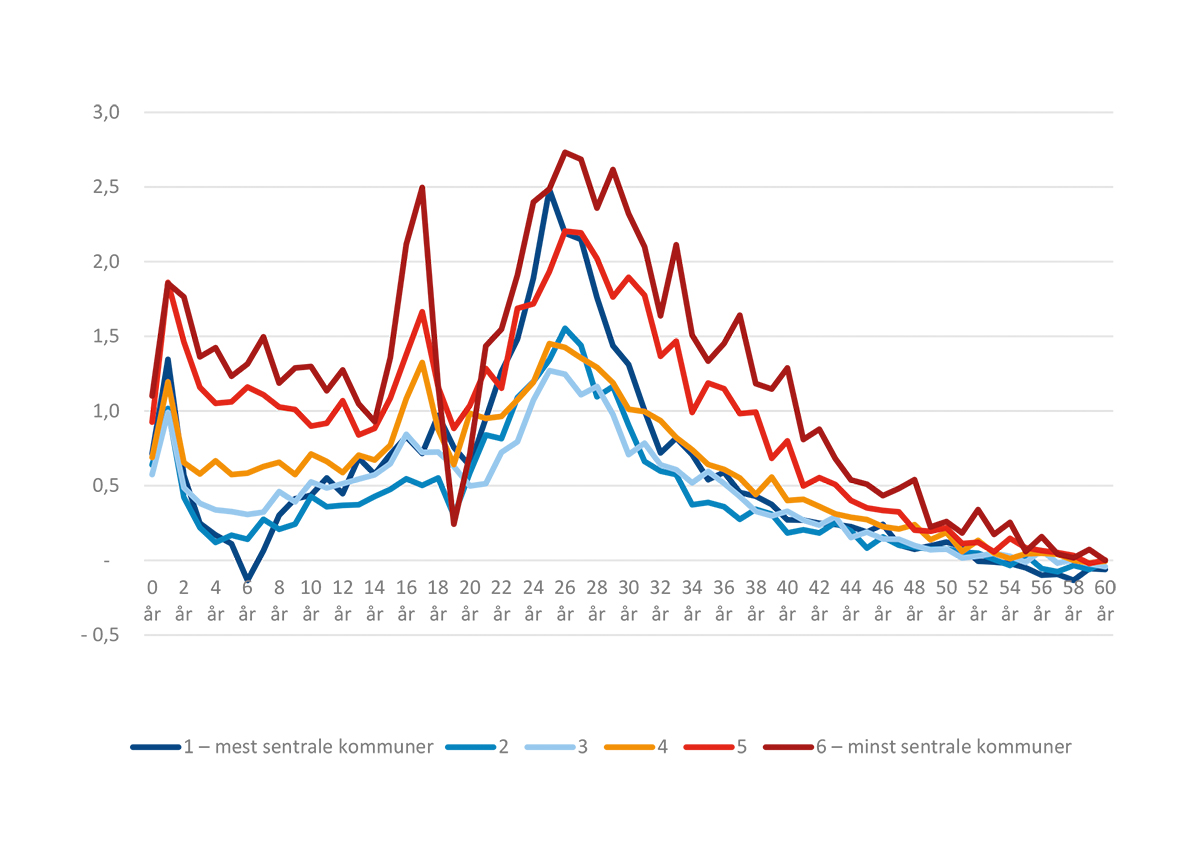 3,0
2,5
2,0
1,5
1,0
0,5
-
0 2 4 6 8 10 12 14 16 18 20 22 24 26 28 30 32 34 36 38 40 42 44 46 48 50 52 54 56 58 60
år år år år år år år år år år år år år år år år år år år år år år år år år år år år år år år
- 0,5
1 – mest sentrale kommuner 2 3 4 5 6 – minst sentrale kommuner